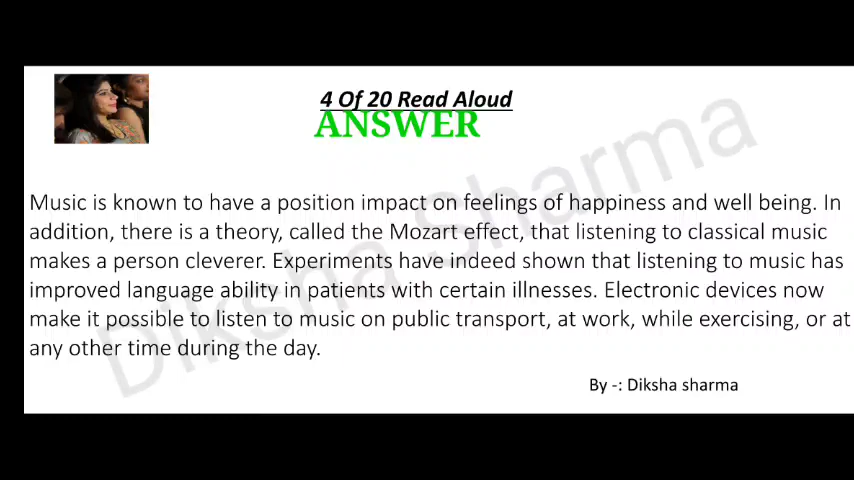 4 Of 20 Read Aloud
ANSWER
Music is known to have a position impact on feelings of happiness and well being. In
addition, there is a theory, called the Mozart effect, that listening to classical music
makes a person cleverer. Experiments have indeed shown that listening to music has
improved language ability in patients with certain illnesses. Electronic devices now
make it possible to listen to music on public transport, at work, while exercising, or at
any other time during the day.
By -: Diksha sharma
Diksha Sharma